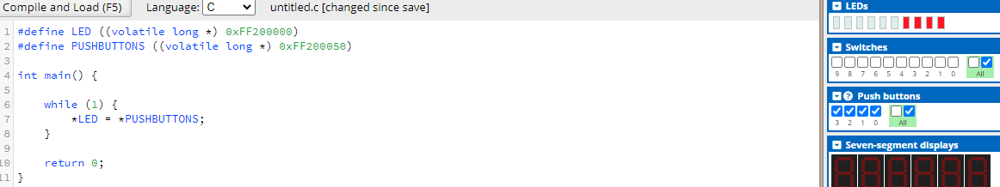 Compile and Load (F5) Language: C untitled.c [changed since save]
1 #define LED ((volatile long *) 0xFF200000)
2 #define PUSHBUTTONS ((volatile long *) 0xFF200050)
3
4 int main() {
5
6 while (1) {
7 *LED = *PUSHBUTTONS;
8 }
9
10 return 0;
11 }
LEDs
Switches
9 8 7 6 5 4 3 2 1 0 All
Push buttons
3 2 1 0 All
Seven-segment displays